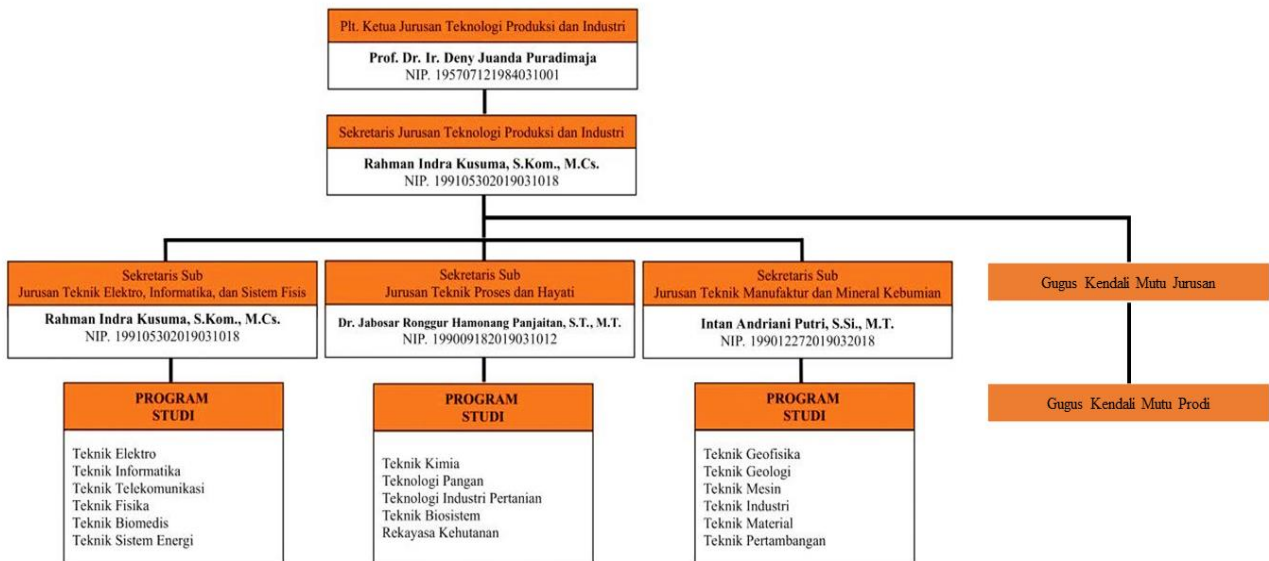 Plt. Ketua Jurusan Teknologi Produksi dan Industri
Prof. Dr. Ir. Deny Juanda Puradimaja
NIP. 195707121984031001
Sekretaris Jurusan Teknologi Produksi dan Industri
Rahman Indra Kusuma, S.Kom., M.Cs.
NIP. 199105302019031018
Sekretaris Sub
Jurusan Teknik Elektro, Informatika, dan Sistem Fisis
Rahman Indra Kusuma, S.Kom., M.Cs.
NIP. 199105302019031018
PROGRAM
STUDI
Teknik Elektro
Teknik Informatika
Teknik Telekomunikasi
Teknik Fisika
Teknik Biomedis
Teknik Sistem Energi
Sekretaris Sub
Jurusan Teknik Proses dan Hayati
Dr. Jabosar Ronggur Hamonang Panjaitan, S.T., M.T.
NIP. 199009182019031012
PROGRAM
STUDI
Teknik Kimia
Teknologi Pangan
Teknologi Industri Pertanian
Teknik Biosistem
Rekayasa Kehutanan
Sekretaris Sub
Jurusan Teknik Manufaktur dan Mineral Kebumian
Intan Andriani Putri, S.Si., M.T.
NIP. 199012272019032018
PROGRAM
STUDI
Teknik Geofisika
Teknik Geologi
Teknik Mesin
Teknik Industri
Teknik Material
Teknik Pertambangan
Gugus Kendali Mutu Jurusan
Gugus Kendali Mutu Prodi